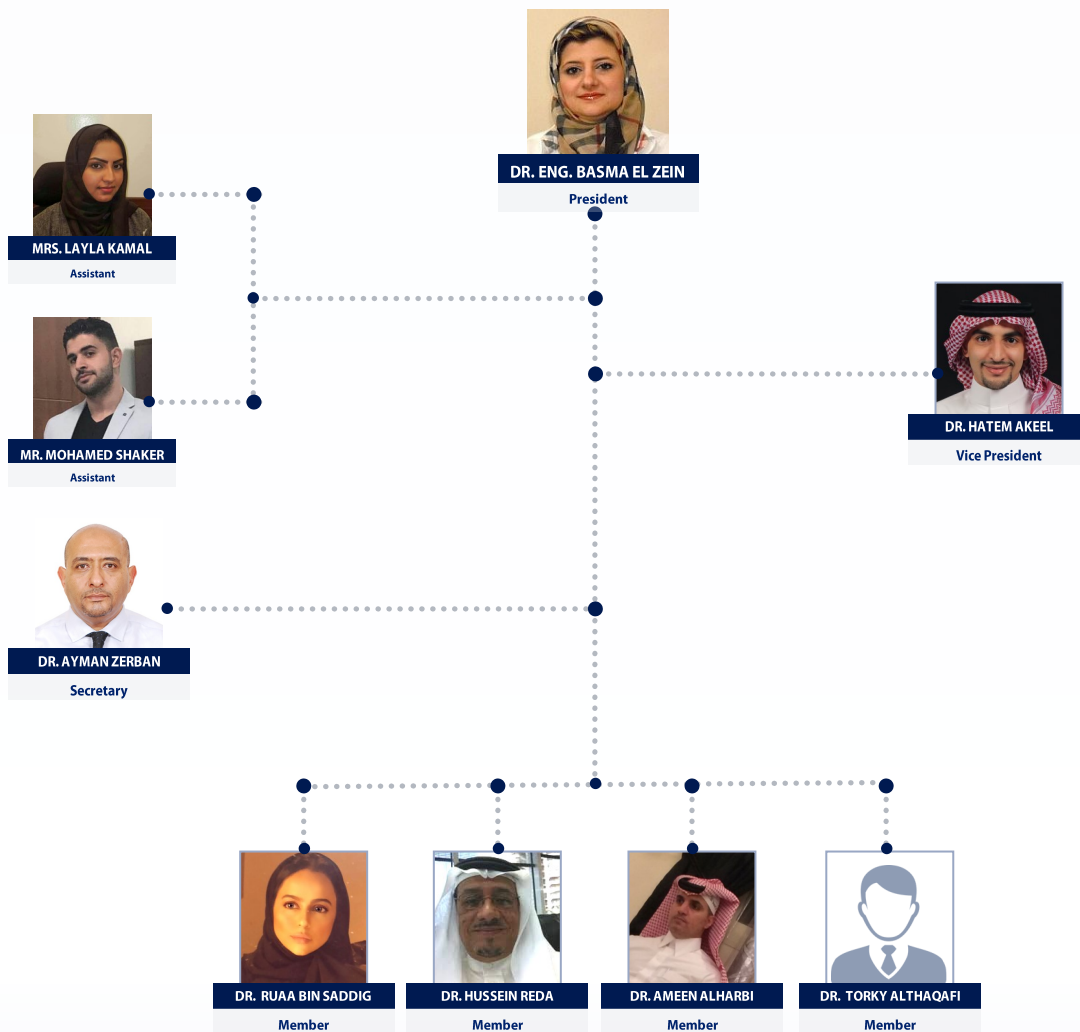 DR. ENG. BASMA EL ZEIN
President
MRS. LAYLA KAMAL
Assistant
MR. MOHAMED SHAKER
Assistant
DR. HATEM AKEEL
Vice President
DR. AYMAN ZERBAN
Secretary
DR. RUAA BIN SADDIG
Member
DR. HUSSEIN REDA
Member
DR. AMEEN ALHARBI
Member
DR. TORKY ALTHAQAFI
Member